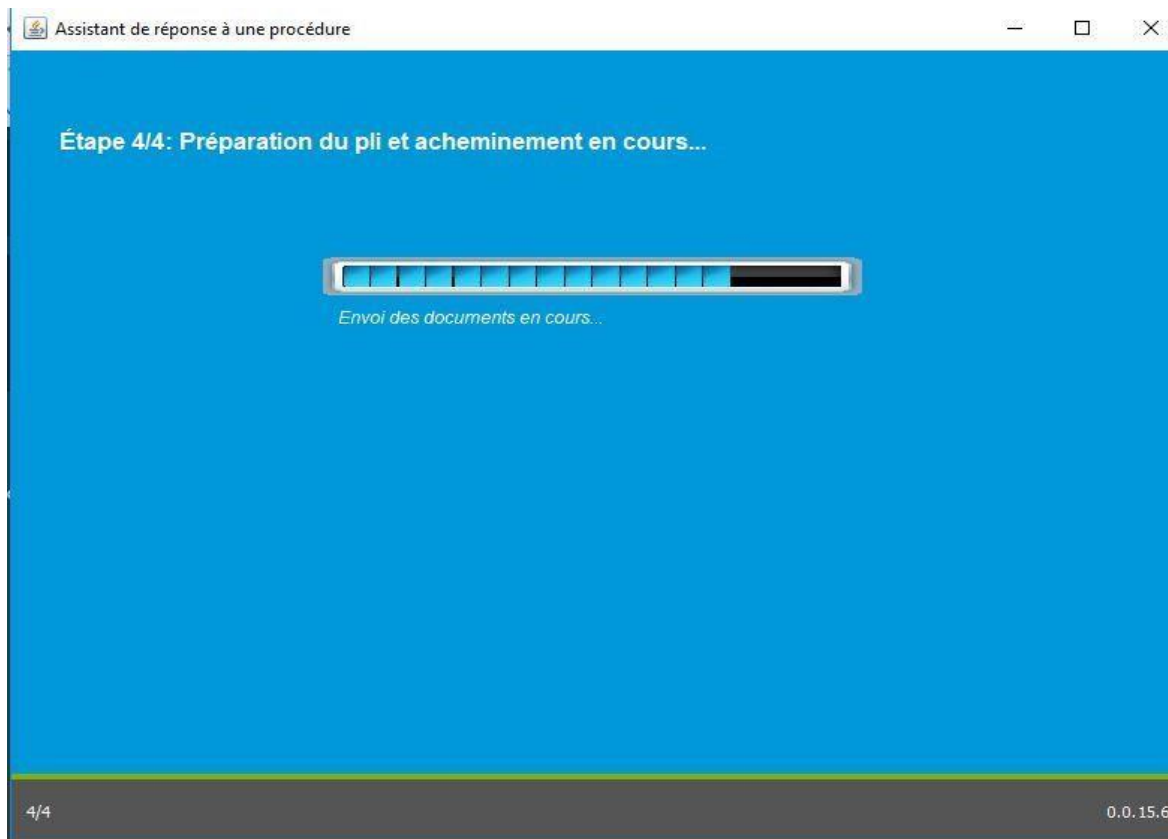 Assistant de réponse à une procédure
Étape 4/4: Préparation du pli et acheminement en cours...
Envoi des documents en cours...
4/4
0.0.15.6